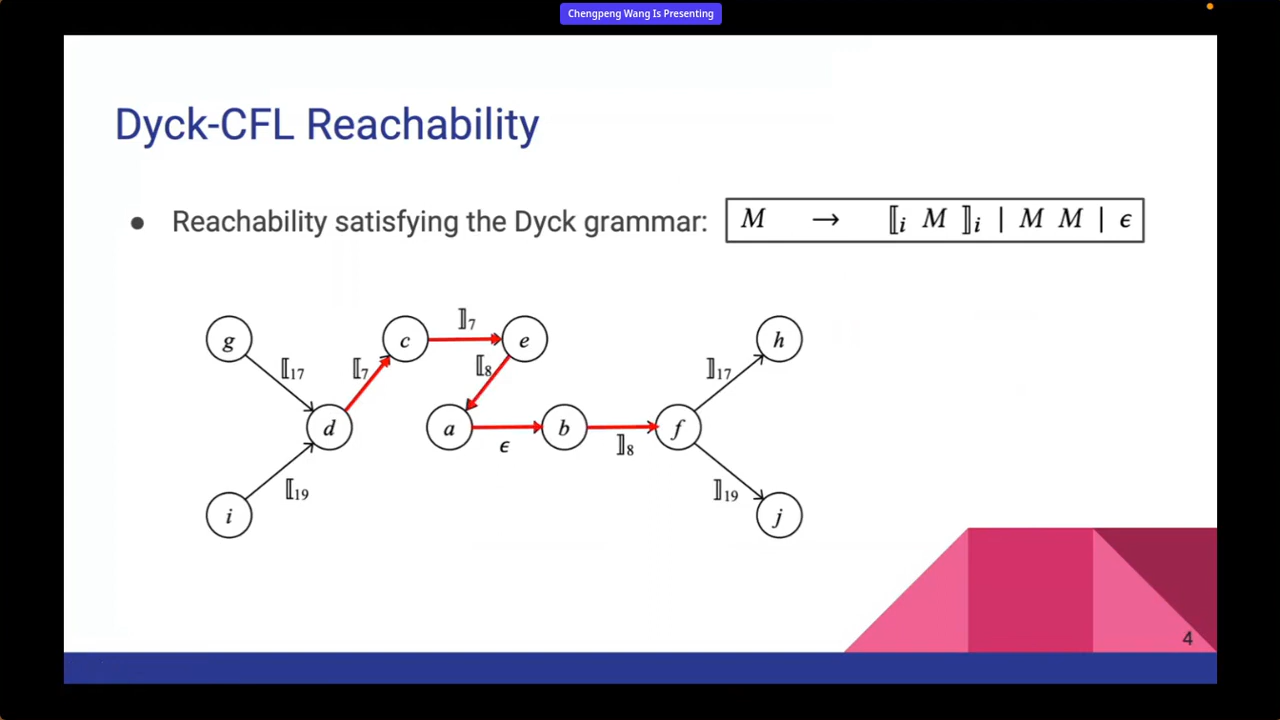 Chengpeng Wang Is Presenting
Dyck-CFL Reachability
● Reachability satisfying the Dyck grammar: M → ⟦i M ⟧i | M M | ϵ
g
c
⟧7
e
h
⟦17
⟦7
⟦8
⟧17
d
a
ϵ
b
⟧8
f
⟦19
⟧19
i
j
4